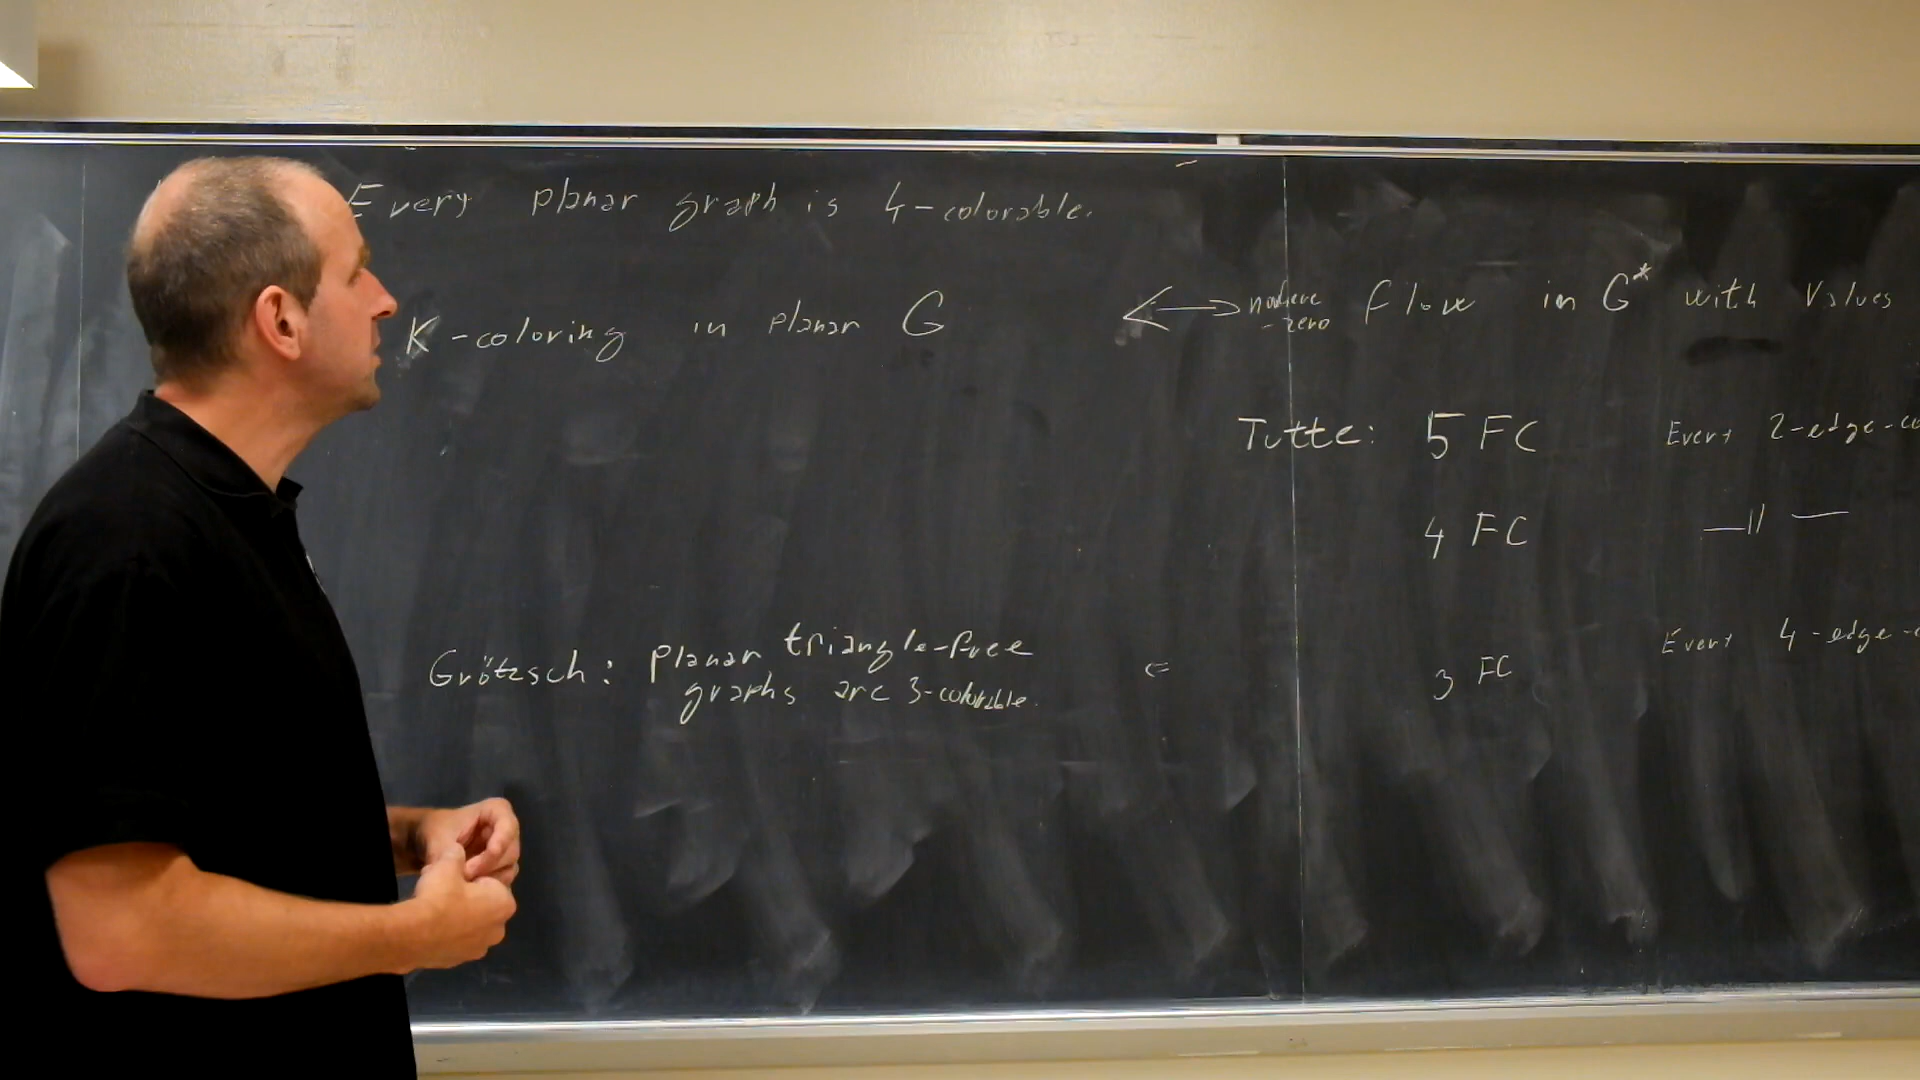 Every planar graph is 4-colorable.
K-coloring in planar G ⟺ nowhere-zero flow in G* with values
Tutte: 5 FC Every 2-edge-co
4 FC —||—
Grötzsch: Planar triangle-free graphs are 3-colorable. ⇐ 3 FC Every 4-edge-c